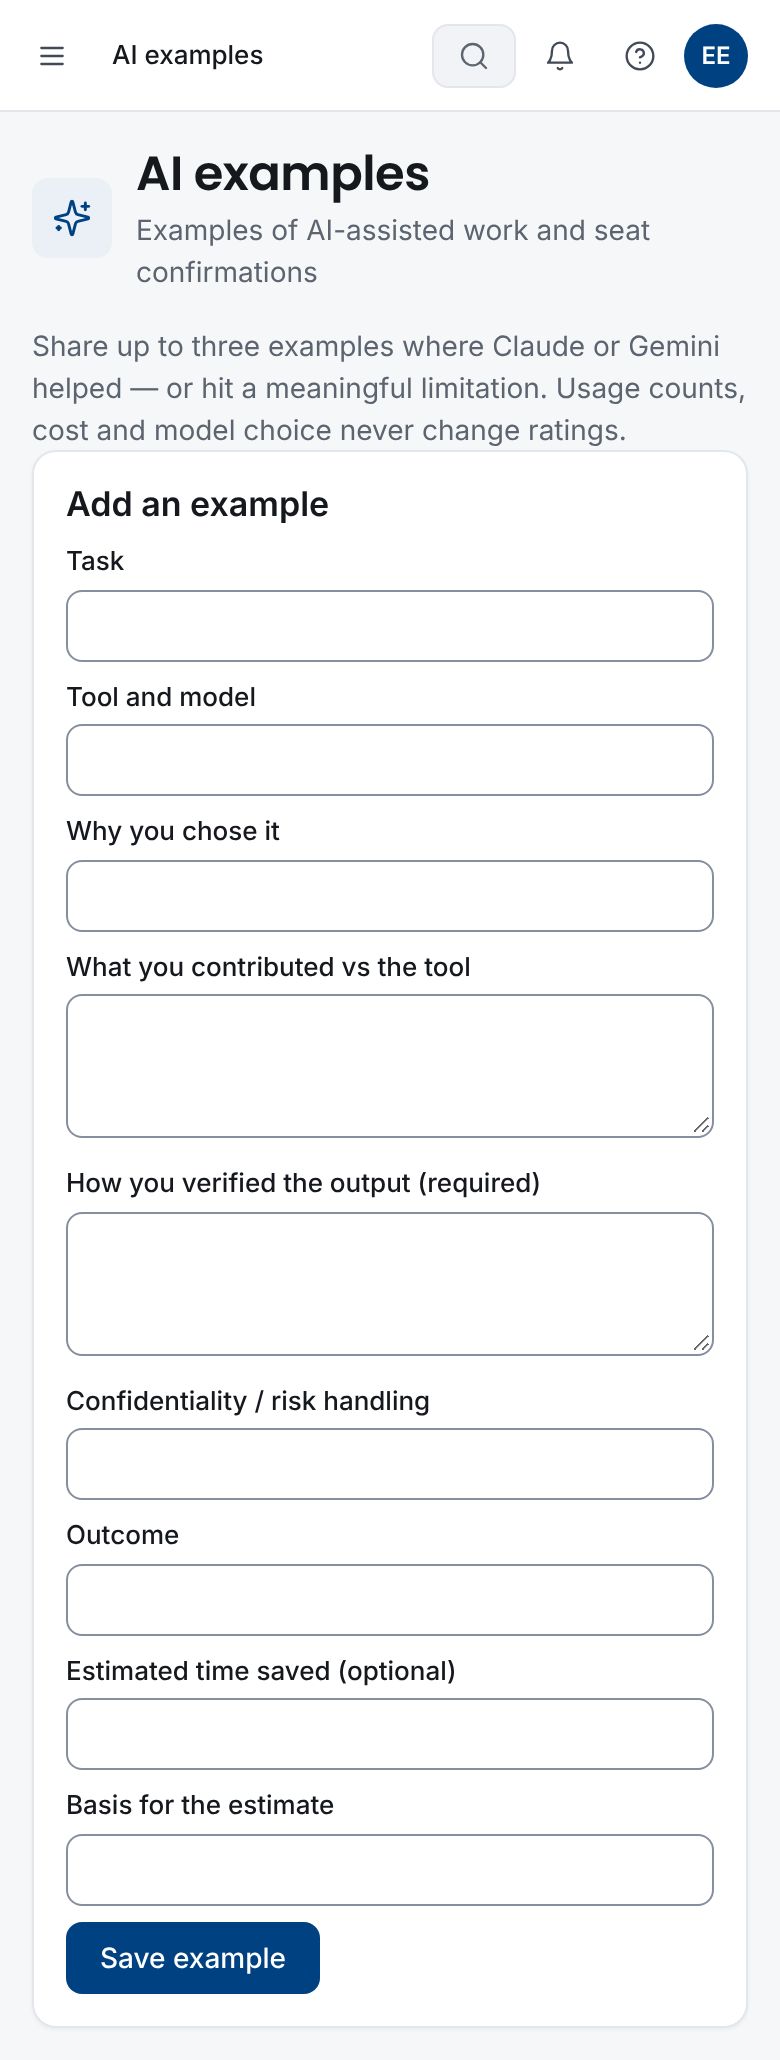 AI examples
EE
AI examples
Examples of AI-assisted work and seat
confirmations
Share up to three examples where Claude or Gemini
helped — or hit a meaningful limitation. Usage counts,
cost and model choice never change ratings.
Add an example
Task
Tool and model
Why you chose it
What you contributed vs the tool
How you verified the output (required)
Confidentiality / risk handling
Outcome
Estimated time saved (optional)
Basis for the estimate
Save example